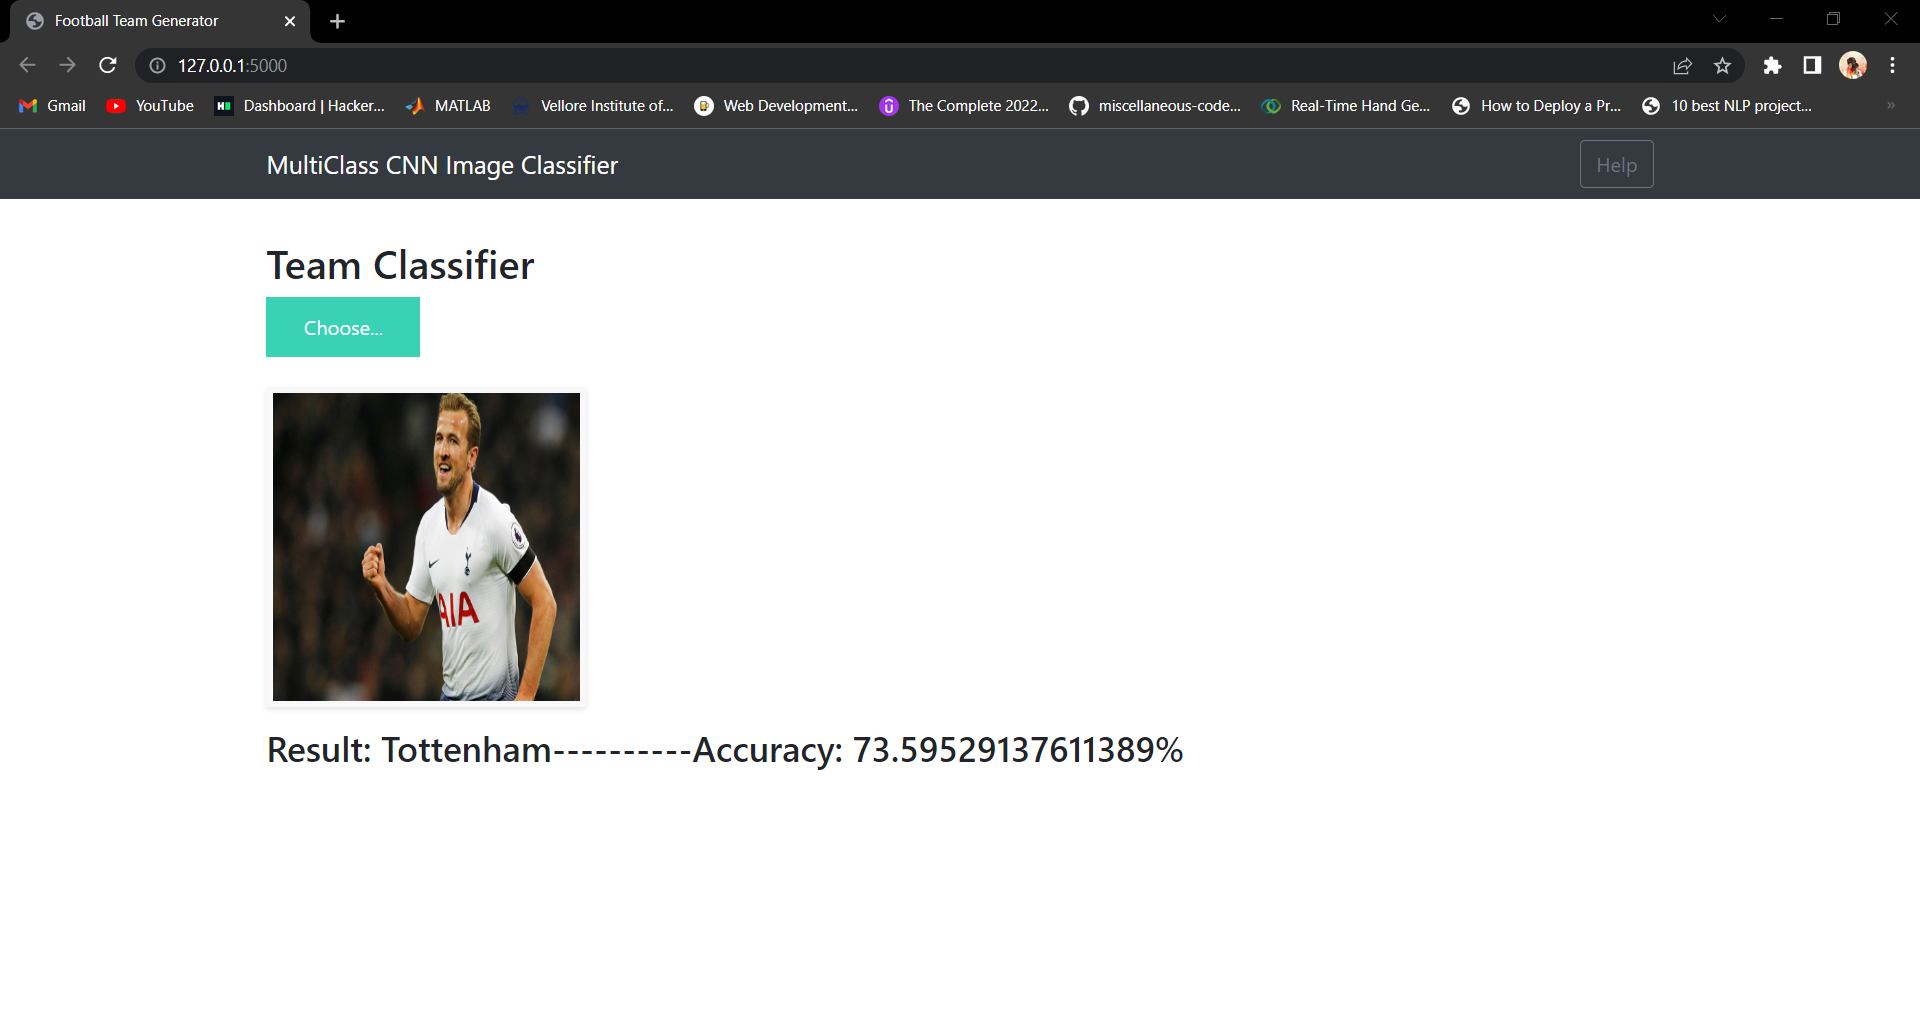 Football Team Generator
127.0.0.1:5000
Gmail YouTube Dashboard | Hacker... MATLAB Vellore Institute of... Web Development... The Complete 2022... miscellaneous-code... Real-Time Hand Ge... How to Deploy a Pr... 10 best NLP project... »
MultiClass CNN Image Classifier Help
Team Classifier
Choose...
AIA
Result: Tottenham----------Accuracy: 73.59529137611389%